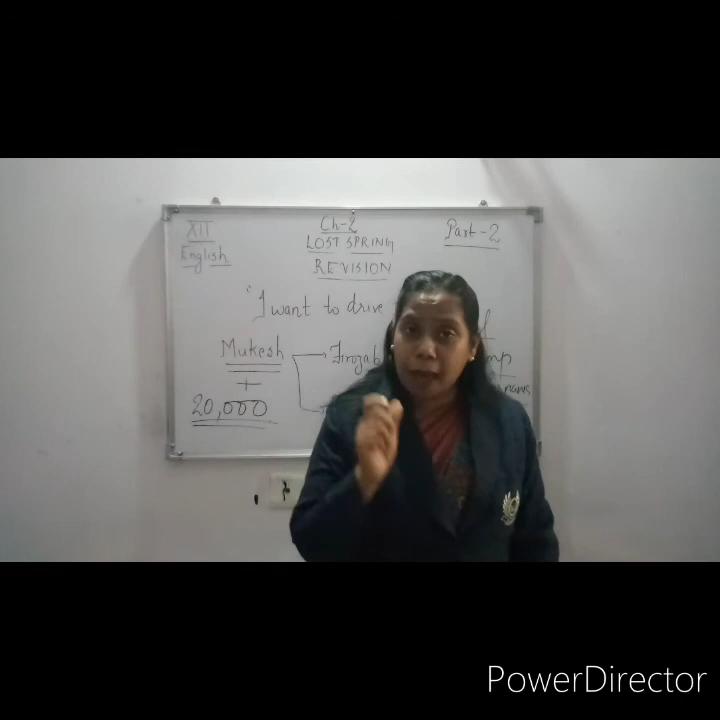 XII
English
Ch-2
LOST SPRING
REVISION
Part-2
"I want to drive
Mukesh
+
20,000
Firozab
PowerDirector